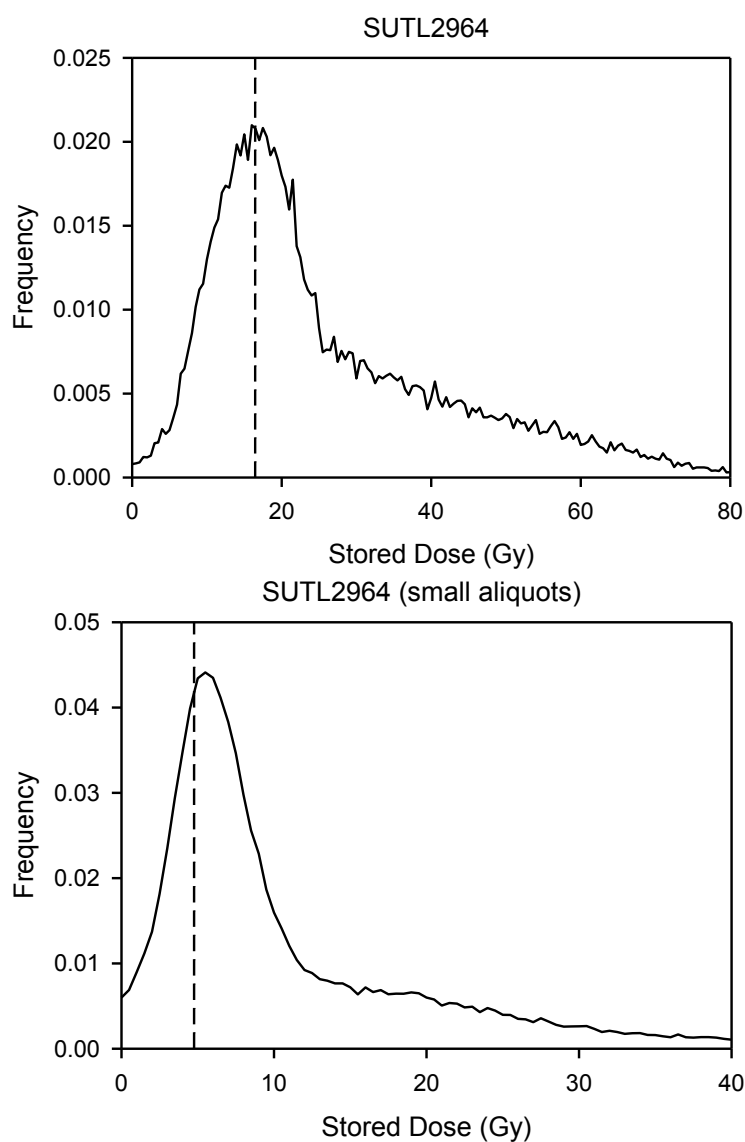 SUTL2964
0.025
0.020
0.015
0.010
0.005
0.000
Frequency
0 20 40 60 80
Stored Dose (Gy)
SUTL2964 (small aliquots)
0.05
0.04
0.03
0.02
0.01
0.00
Frequency
0 10 20 30 40
Stored Dose (Gy)